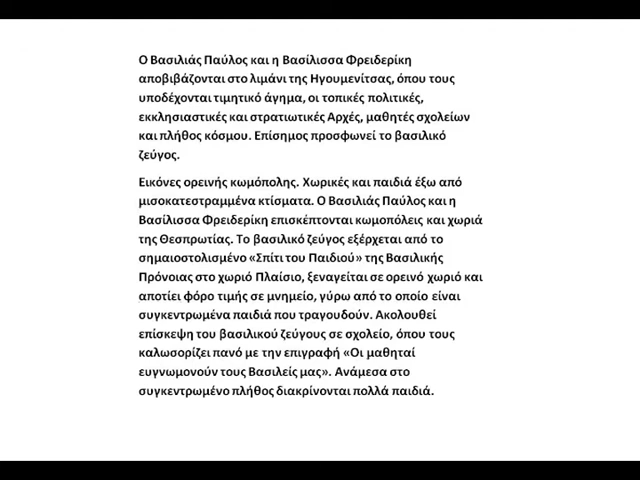 Ο Βασιλιάς Παύλος και η Βασίλισσα Φρειδερίκη
αποβιβάζονται στο λιμάνι της Ηγουμενίτσας, όπου τους
υποδέχονται τιμητικό άγημα, οι τοπικές πολιτικές,
εκκλησιαστικές και στρατιωτικές Αρχές, μαθητές σχολείων
και πλήθος κόσμου. Επίσημος προσφωνεί το βασιλικό
ζεύγος.
Εικόνες ορεινής κωμόπολης. Χωρικές και παιδιά έξω από
μισοκατεστραμμένα κτίσματα. Ο Βασιλιάς Παύλος και η
Βασίλισσα Φρειδερίκη επισκέπτονται κωμοπόλεις και χωριά
της Θεσπρωτίας. Το βασιλικό ζεύγος εξέρχεται από το
σημαιοστολισμένο «Σπίτι του Παιδιού» της Βασιλικής
Πρόνοιας στο χωριό Πλαίσιο, ξεναγείται σε ορεινό χωριό και
αποτίει φόρο τιμής σε μνημείο, γύρω από το οποίο είναι
συγκεντρωμένα παιδιά που τραγουδούν. Ακολουθεί
επίσκεψη του βασιλικού ζεύγους σε σχολείο, όπου τους
καλωσορίζει πανό με την επιγραφή «Οι μαθηταί
ευγνωμονούν τους Βασιλείς μας». Ανάμεσα στο
συγκεντρωμένο πλήθος διακρίνονται πολλά παιδιά.